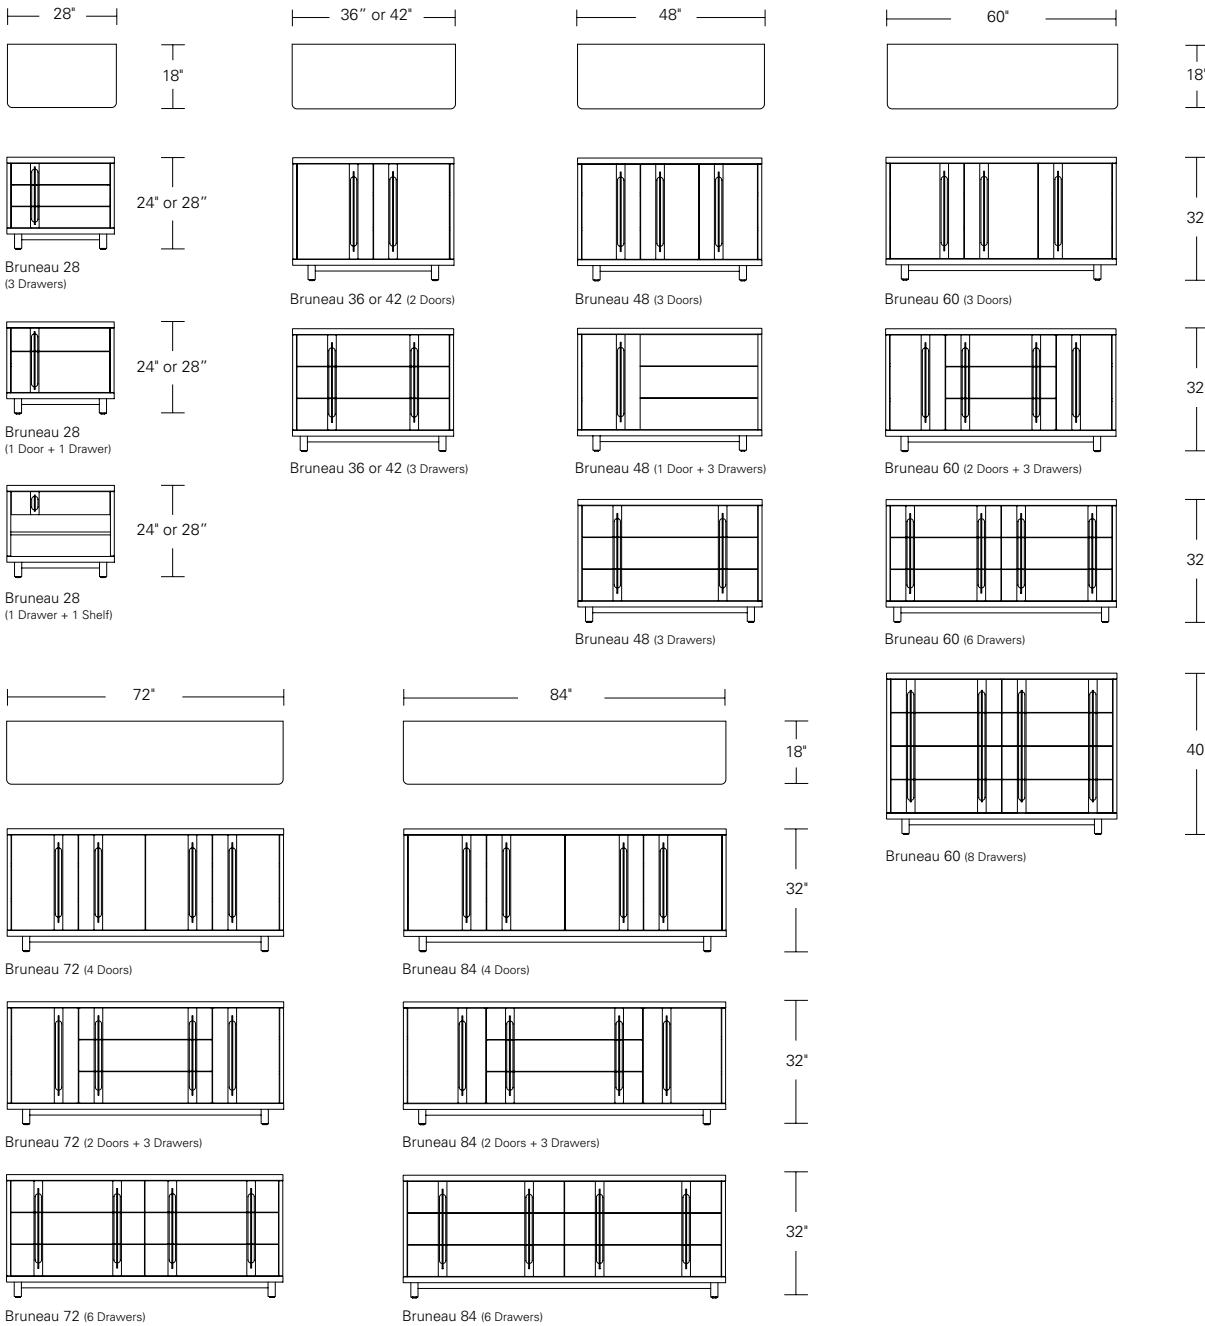 28"
36” or 42"
48"
60"
18"
18"
24" or 28”
32"
Bruneau 28
(3 Drawers)
Bruneau 36 or 42 (2 Doors)
Bruneau 48 (3 Doors)
Bruneau 60 (3 Doors)
24" or 28”
32"
Bruneau 28
(1 Door + 1 Drawer)
Bruneau 36 or 42 (3 Drawers)
Bruneau 48 (1 Door + 3 Drawers)
Bruneau 60 (2 Doors + 3 Drawers)
24" or 28”
32"
Bruneau 28
(1 Drawer + 1 Shelf)
Bruneau 48 (3 Drawers)
Bruneau 60 (6 Drawers)
72"
84"
18"
40"
Bruneau 60 (8 Drawers)
32"
Bruneau 72 (4 Doors)
Bruneau 84 (4 Doors)
32"
Bruneau 72 (2 Doors + 3 Drawers)
Bruneau 84 (2 Doors + 3 Drawers)
32"
Bruneau 72 (6 Drawers)
Bruneau 84 (6 Drawers)